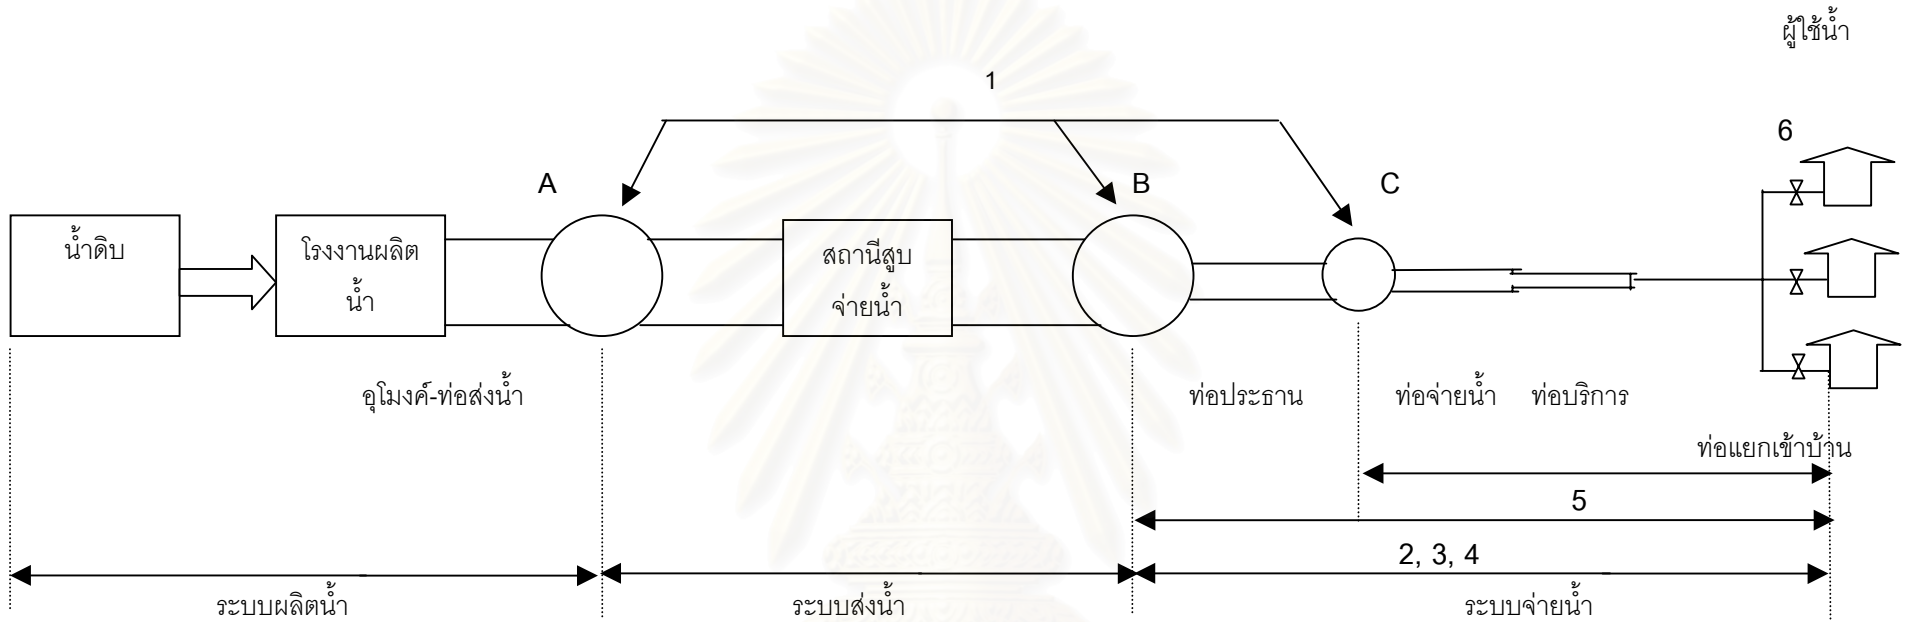 ผู้ใช้น้ำ
1
6
A
B
C
น้ำดิบ
โรงงานผลิต
น้ำ
สถานีสูบ
จ่ายน้ำ
อุโมงค์-ท่อส่งน้ำ
ท่อประธาน
ท่อจ่ายน้ำ
ท่อบริการ
ท่อแยกเข้าบ้าน
5
2, 3, 4
ระบบผลิตน้ำ
ระบบส่งน้ำ
ระบบจ่ายน้ำ